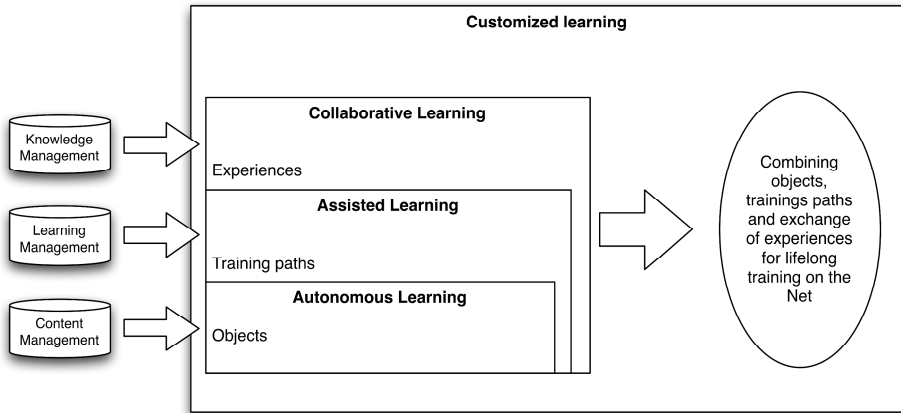 Customized learning
Knowledge
Management
Collaborative Learning
Experiences
Learning
Management
Assisted Learning
Training paths
Content
Management
Autonomous Learning
Objects
Combining
objects,
trainings paths
and exchange
of experiences
for lifelong
training on the
Net